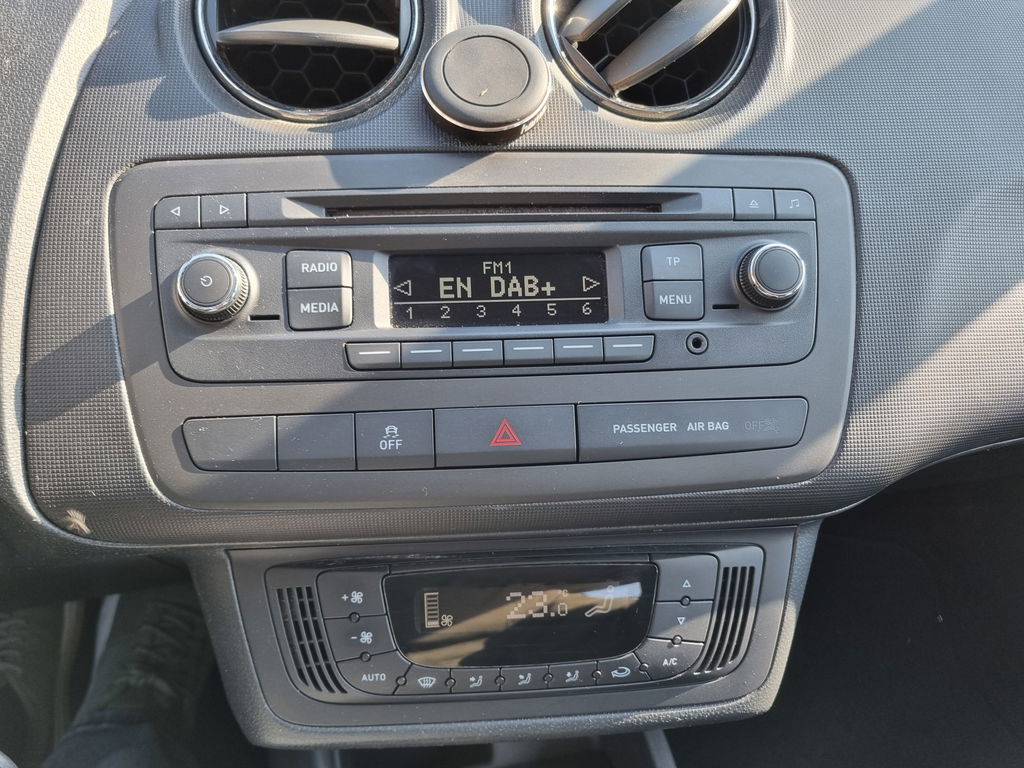 RADIO
MEDIA
FM1
EN DAB+
1 2 3 4 5 6
TP
MENU
OFF
PASSENGER AIR BAG OFF
23.0 °C
AUTO
A/C